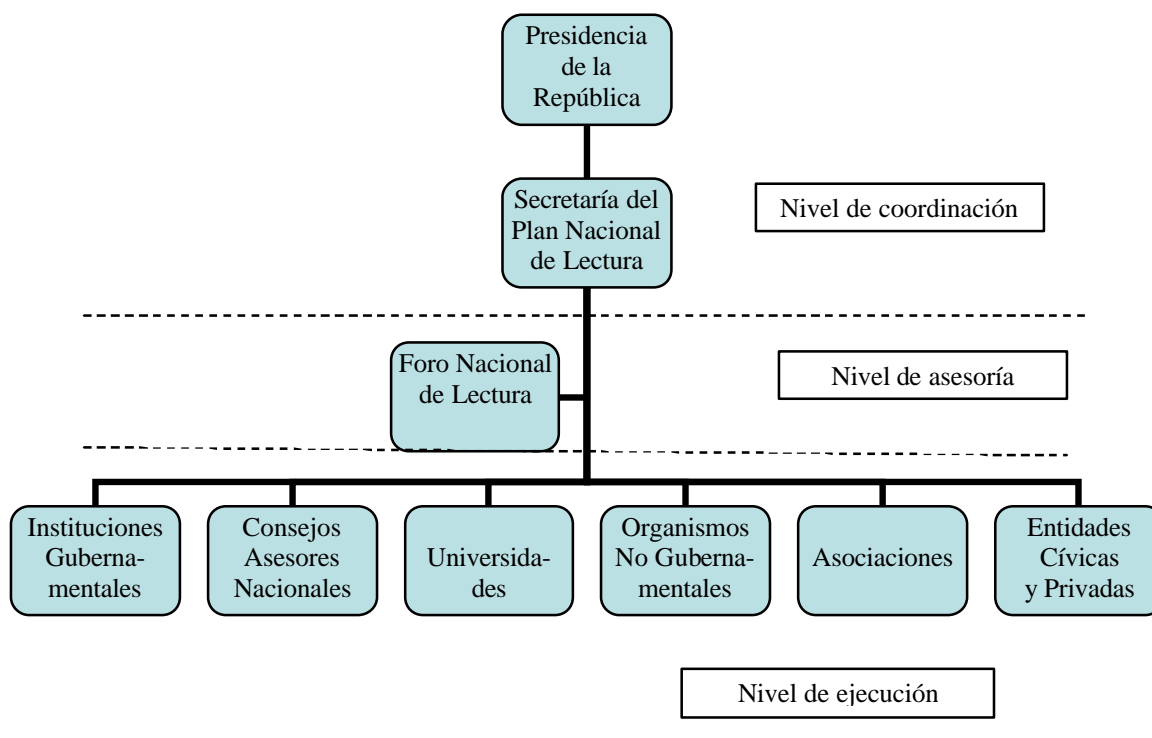 Presidencia
de la
República
Secretaría del
Plan Nacional
de Lectura
Nivel de coordinación
Foro Nacional
de Lectura
Nivel de asesoría
Instituciones
Guberna-
mentales
Consejos
Asesores
Nacionales
Universida-
des
Organismos
No Guberna-
mentales
Asociaciones
Entidades
Cívicas
y Privadas
Nivel de ejecución